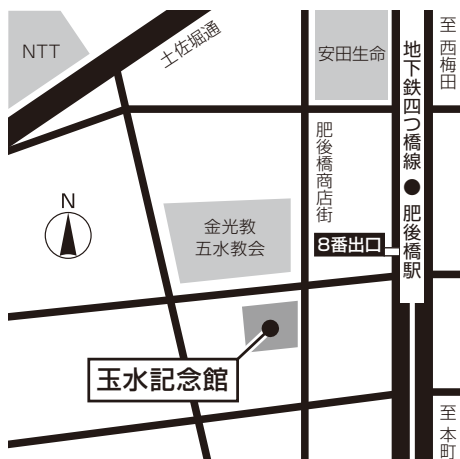 NTT
土佐堀通
安田生命
至 西梅田
地下鉄四つ橋線 ● 肥後橋駅
肥後橋商店街
N
金光教
五水教会
8番出口
玉水記念館
至 本町